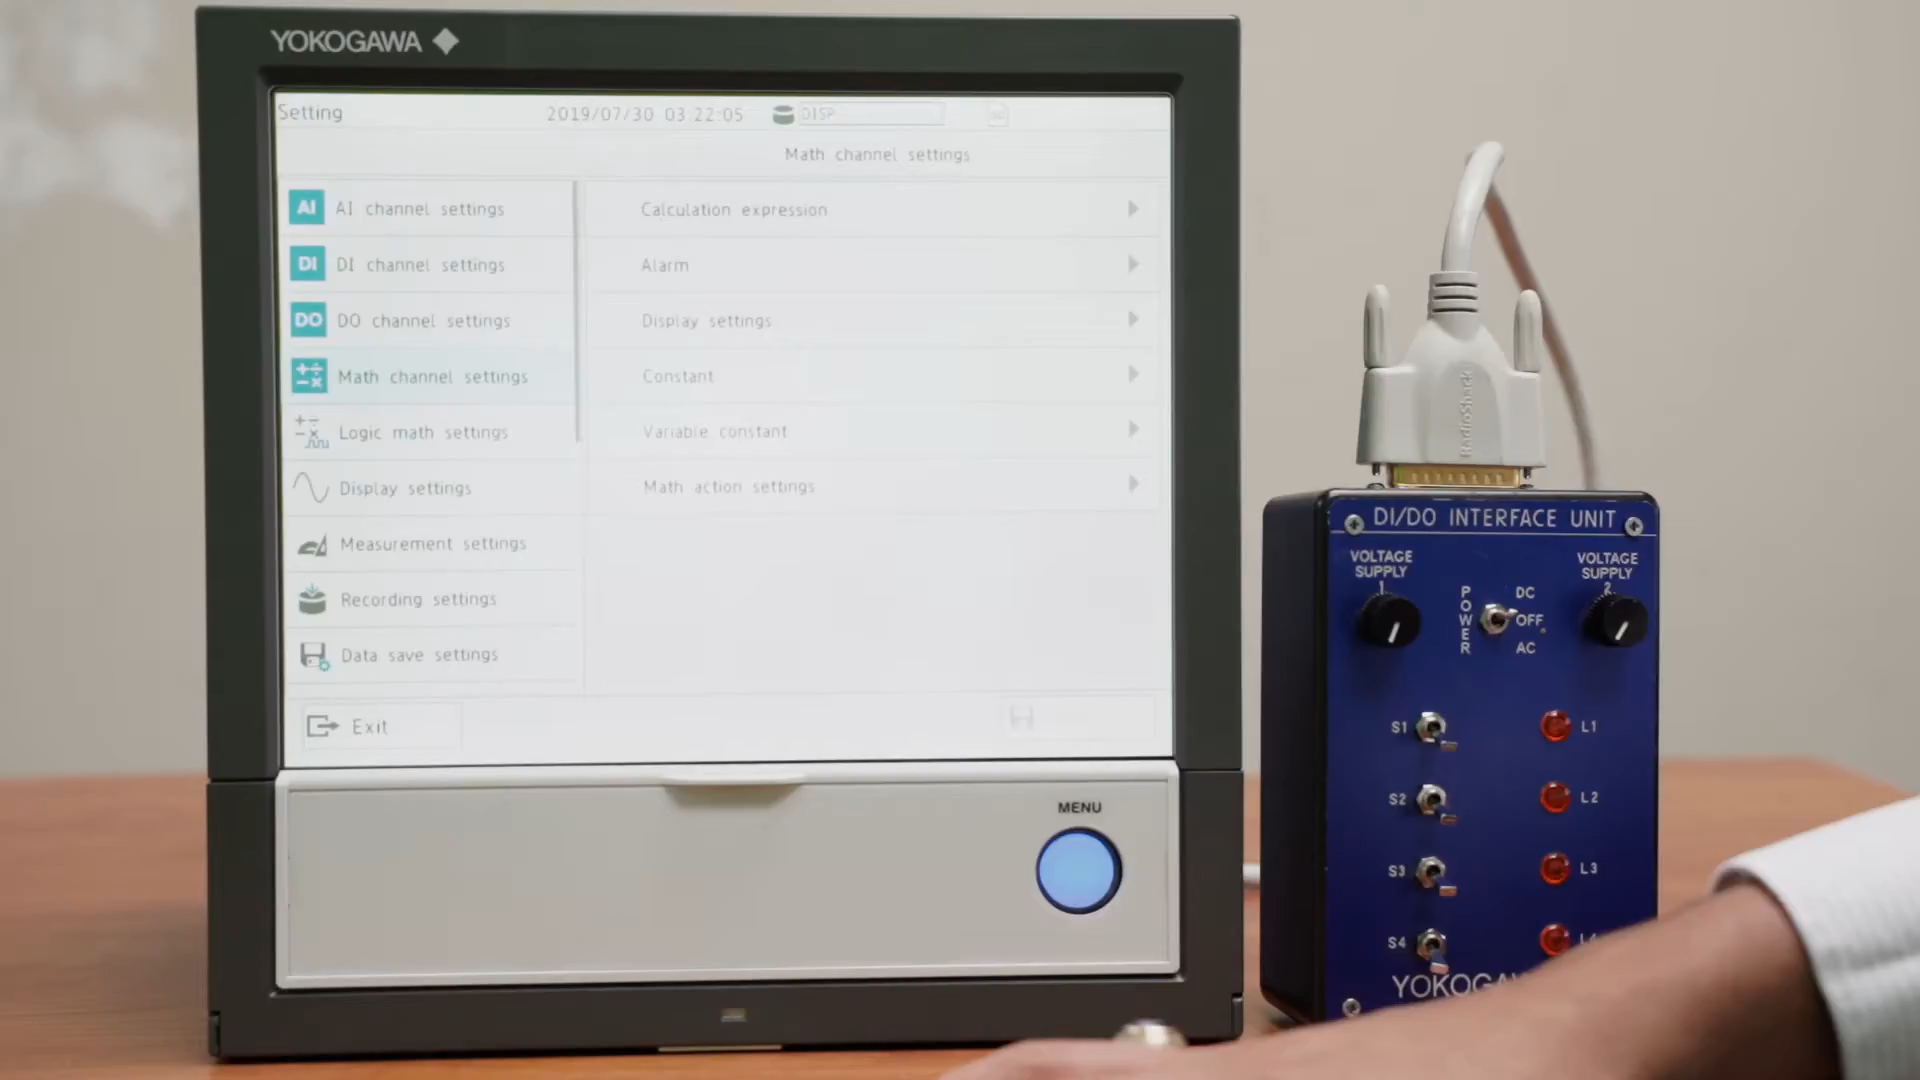 YOKOGAWA
Setting
2019/07/30 03:22:05
DISP
Math channel settings
AI AI channel settings
DI DI channel settings
DO DO channel settings
Math channel settings
Logic math settings
Display settings
Measurement settings
Recording settings
Data save settings
Exit
Calculation expression
Alarm
Display settings
Constant
Variable constant
Math action settings
MENU
RadioShack
DI/DO INTERFACE UNIT
VOLTAGE SUPPLY 1
POWER
DC
OFF
AC
VOLTAGE SUPPLY 2
S1 L1
S2 L2
S3 L3
S4